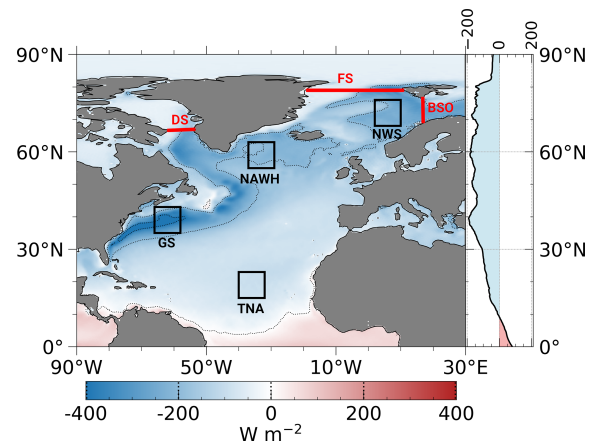 -200 0 200
90°N 90°N
FS
BSO
DS
NWS
60°N 60°N
NAWH
GS
30°N 30°N
TNA
0° 0°
90°W 50°W 10°W 30°E
-400 -200 0 200 400
W m⁻²